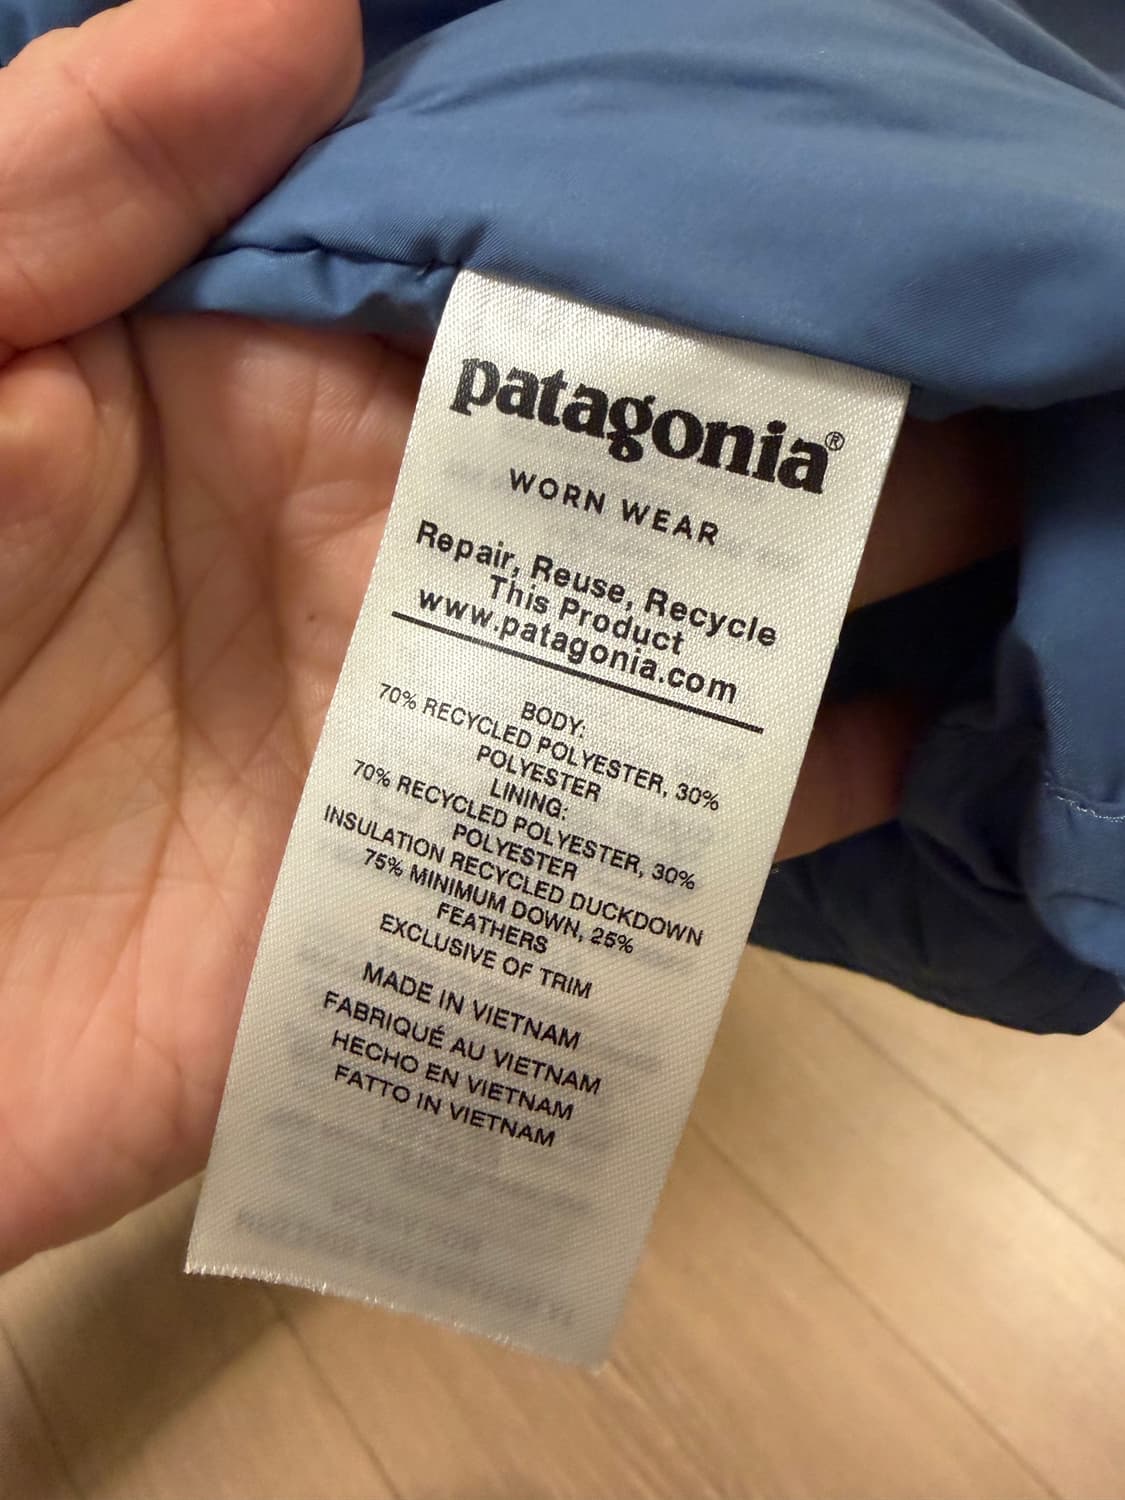 patagonia®
WORN WEAR
Repair, Reuse, Recycle
This Product
www.patagonia.com
BODY:
70% RECYCLED POLYESTER, 30%
POLYESTER
LINING:
70% RECYCLED POLYESTER, 30%
POLYESTER
INSULATION RECYCLED DUCKDOWN
75% MINIMUM DOWN, 25%
FEATHERS
EXCLUSIVE OF TRIM
MADE IN VIETNAM
FABRIQUÉ AU VIETNAM
HECHO EN VIETNAM
FATTO IN VIETNAM